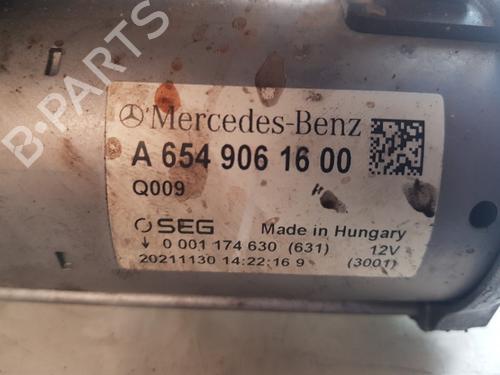 B-PARTS
Mercedes-Benz
A 654 906 16 00
Q009
SEG Made in Hungary
↓ 0 001 174 630 (631) 12V
20211130 14:22:16 9 (3001)